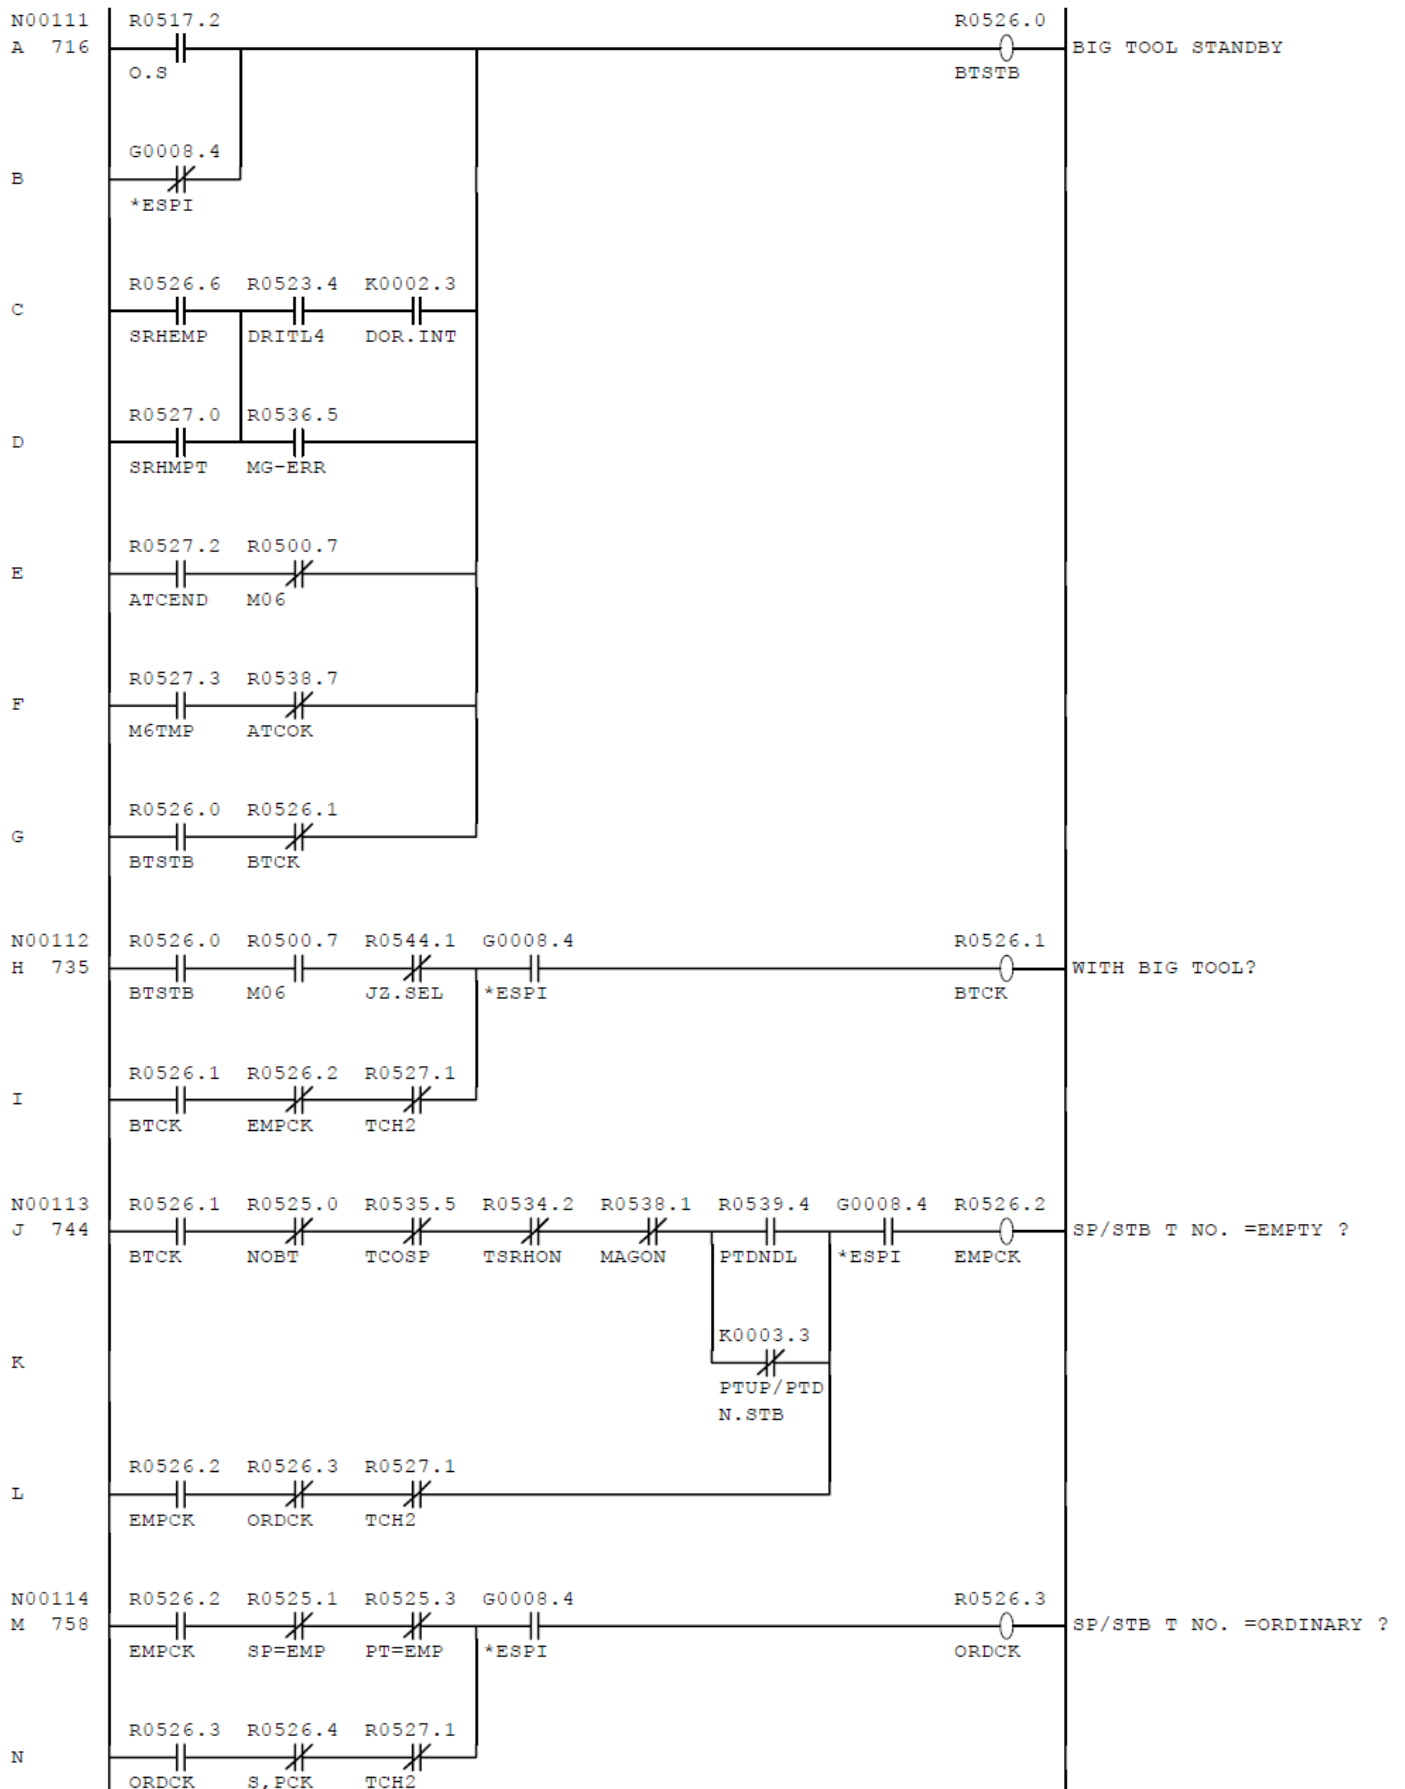 N00111 R0517.2 R0526.0
A 716 BIG TOOL STANDBY
O.S BTSTB
G0008.4
B
*ESPI
R0526.6 R0523.4 K0002.3
C
SRHEMP DRITL4 DOR.INT
R0527.0 R0536.5
D
SRHMPT MG-ERR
R0527.2 R0500.7
E
ATCEND M06
R0527.3 R0538.7
F
M6TMP ATCOK
R0526.0 R0526.1
G
BTSTB BTCK
N00112 R0526.0 R0500.7 R0544.1 G0008.4 R0526.1
H 735 WITH BIG TOOL?
BTSTB M06 JZ.SEL *ESPI BTCK
R0526.1 R0526.2 R0527.1
I
BTCK EMPCK TCH2
N00113 R0526.1 R0525.0 R0535.5 R0534.2 R0538.1 R0539.4 G0008.4 R0526.2
J 744 SP/STB T NO. =EMPTY ?
BTCK NOBT TCOSP TSRHON MAGON PTDNDL *ESPI EMPCK
K0003.3
K
PTUP/PTD
N.STB
R0526.2 R0526.3 R0527.1
L
EMPCK ORDCK TCH2
N00114 R0526.2 R0525.1 R0525.3 G0008.4 R0526.3
M 758 SP/STB T NO. =ORDINARY ?
EMPCK SP=EMP PT=EMP *ESPI ORDCK
R0526.3 R0526.4 R0527.1
N
ORDCK S,PCK TCH2